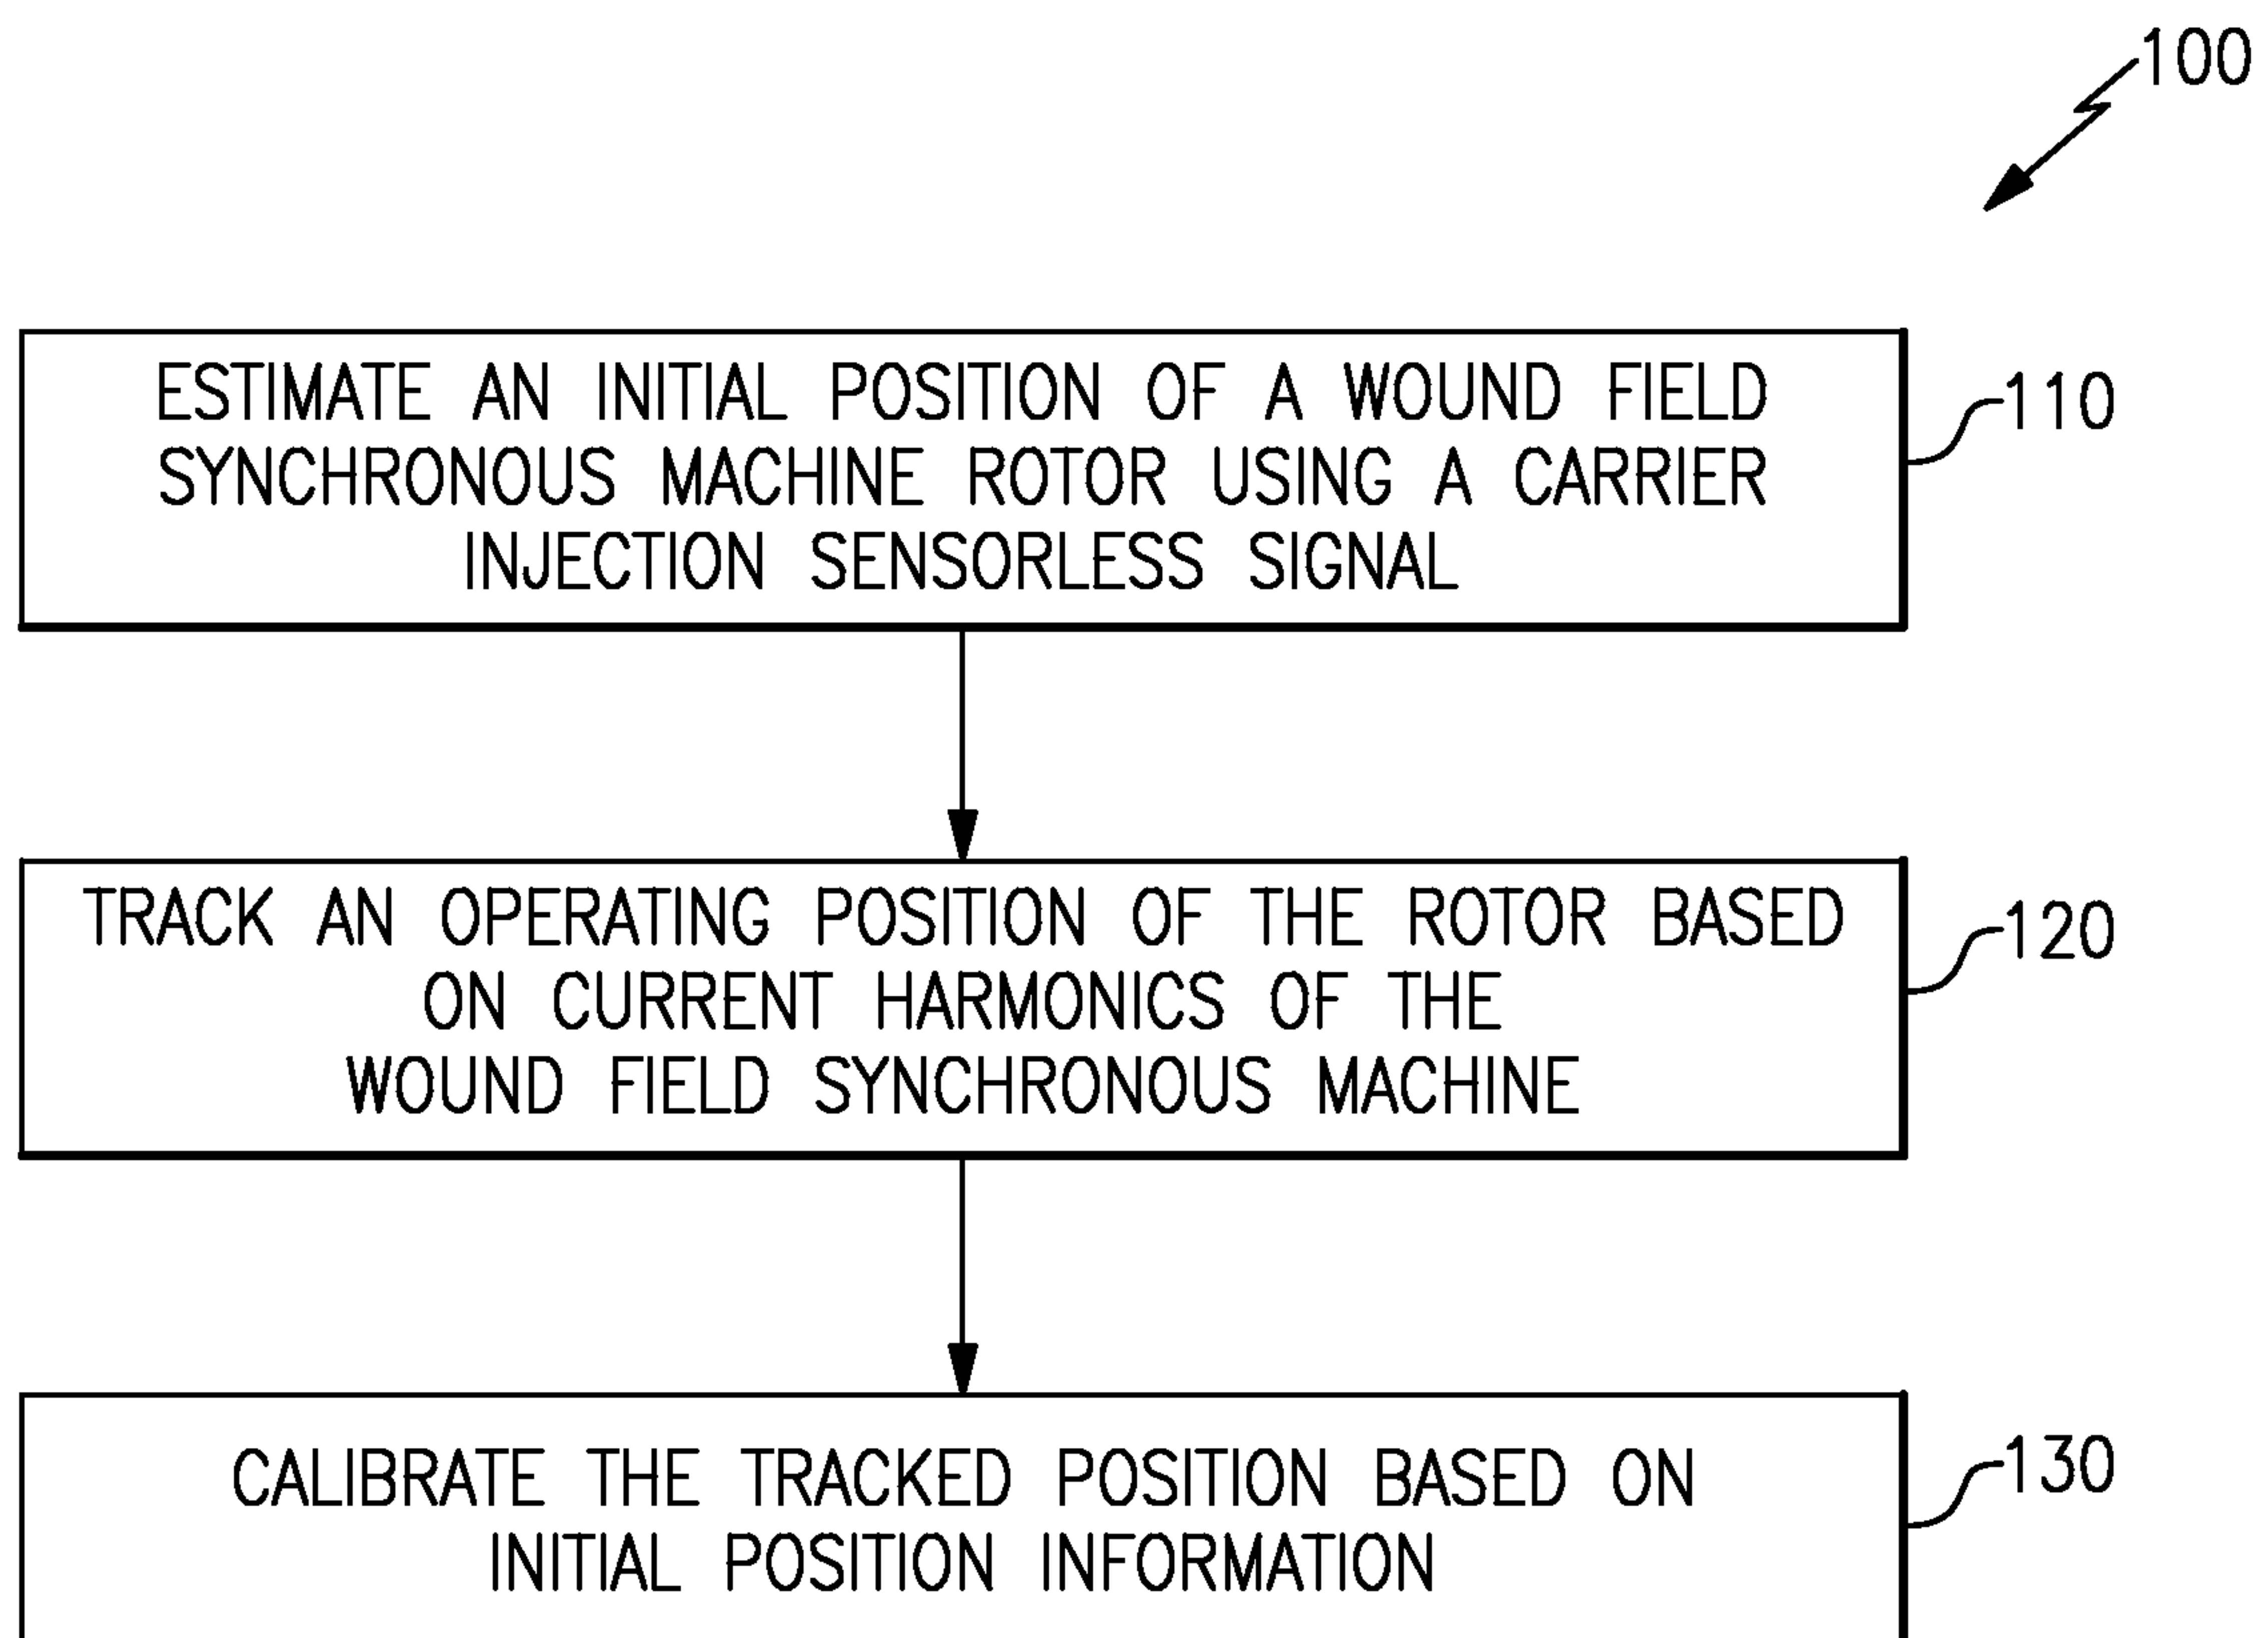 100
ESTIMATE AN INITIAL POSITION OF A WOUND FIELD
SYNCHRONOUS MACHINE ROTOR USING A CARRIER
INJECTION SENSORLESS SIGNAL
110
TRACK AN OPERATING POSITION OF THE ROTOR BASED
ON CURRENT HARMONICS OF THE
WOUND FIELD SYNCHRONOUS MACHINE
120
CALIBRATE THE TRACKED POSITION BASED ON
INITIAL POSITION INFORMATION
130